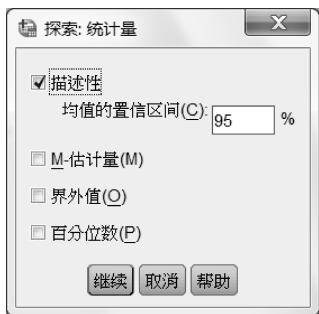 探索: 统计量
描述性
均值的置信区间(C): 95 %
M-估计量(M)
界外值(O)
百分位数(P)
继续 取消 帮助